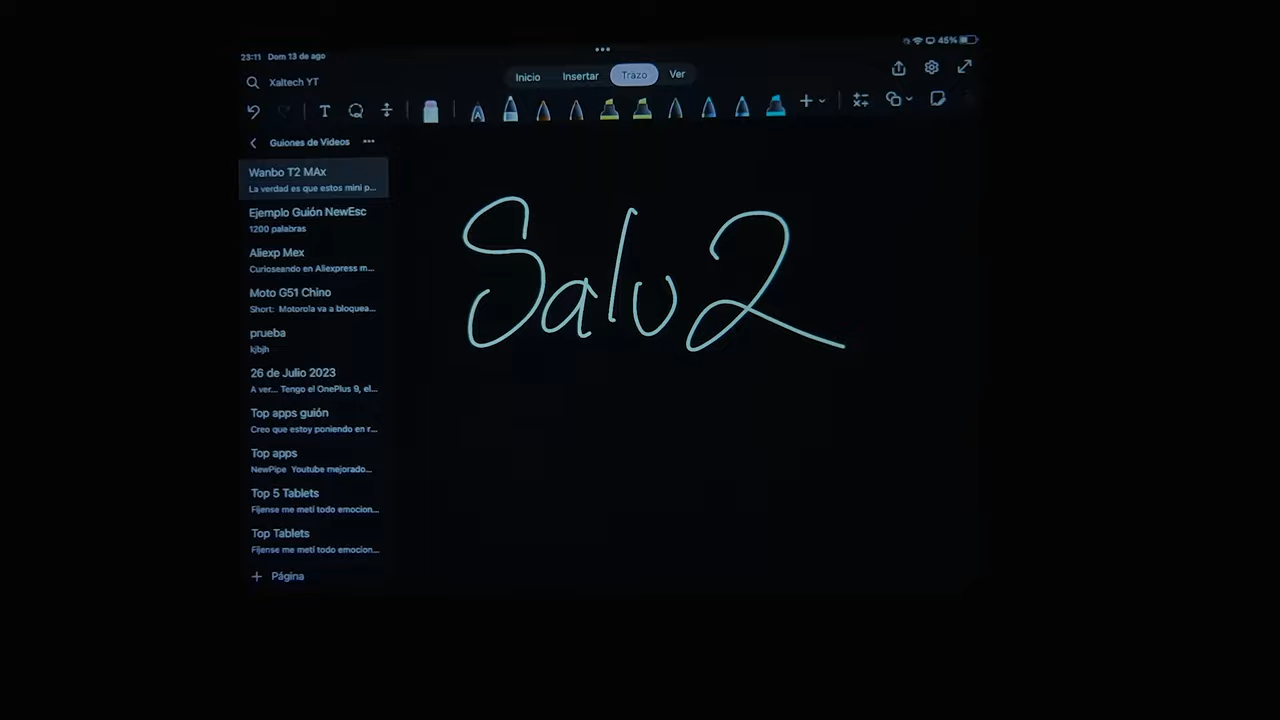 23:11 Dom 13 de ago
45%
Xaltech YT
Inicio Insertar Trazo Ver
Guiones de Videos
Wanbo T2 MAx
La verdad es que estos mini p...
Ejemplo Guión NewEsc
1200 palabras
Aliexp Mex
Curioseando en Aliexpress m...
Moto G51 Chino
Short: Motorola va a bloquea...
prueba
kjbjh
26 de Julio 2023
A ver... Tengo el OnePlus 9, el...
Top apps guión
Creo que estoy poniendo en r...
Top apps
NewPipe Youtube mejorado...
Top 5 Tablets
Fíjense me metí todo emocion...
Top Tablets
Fíjense me metí todo emocion...
Página
Salu2